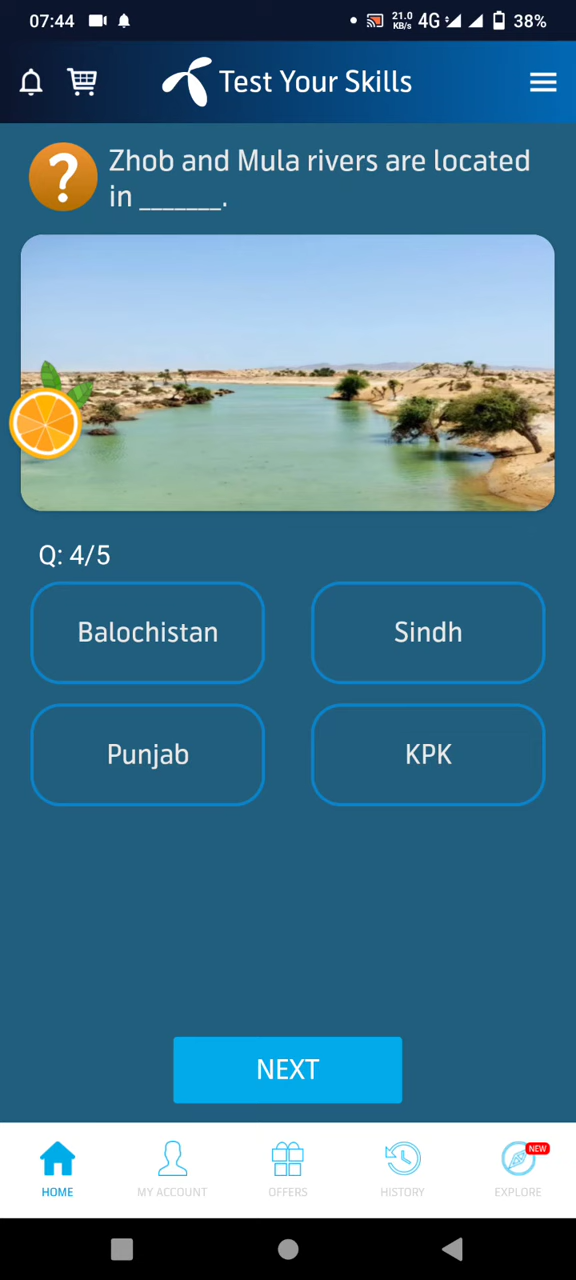 07:44
21.0 KB/s 4G 38%
Test Your Skills
? Zhob and Mula rivers are located
in _______.
Q: 4/5
Balochistan Sindh
Punjab KPK
NEXT
NEW
HOME MY ACCOUNT OFFERS HISTORY EXPLORE